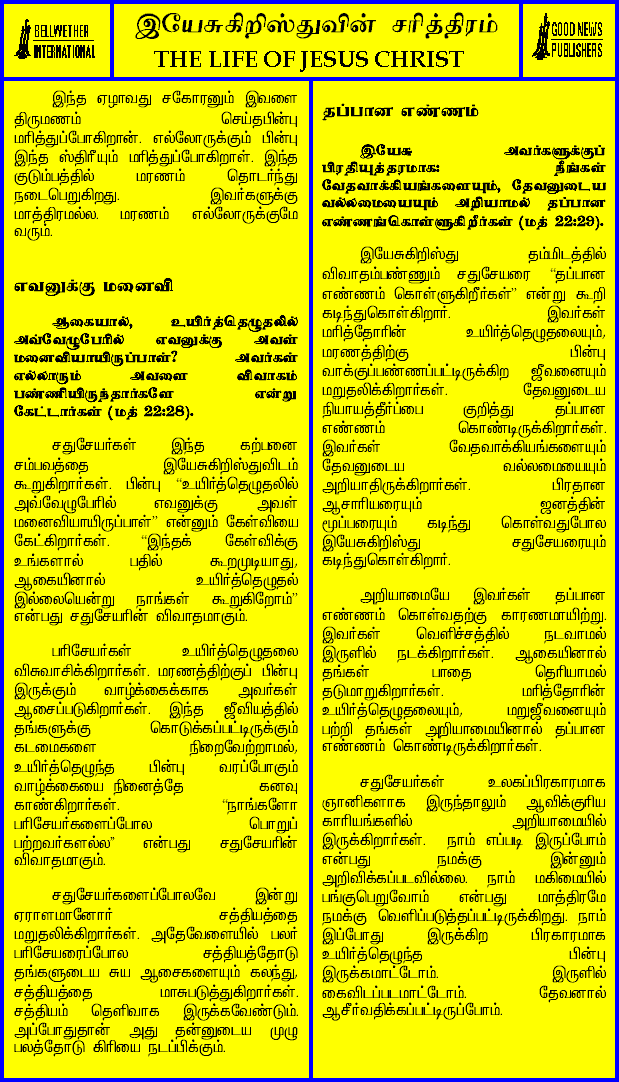 BELLWETHER
INTERNATIONAL
இயேசுகிறிஸ்துவின் சரித்திரம்
THE LIFE OF JESUS CHRIST
GOOD NEWS
PUBLISHERS
இந்த ஏழாவது சகோரனும் இவளை
திருமணம் செய்தபின்பு
மரித்துப்போகிறான். எல்லோருக்கும் பின்பு
இந்த ஸ்திரீயும் மரித்துப்போகிறாள். இந்த
குடும்பத்தில் மரணம் தொடர்ந்து
நடைபெறுகிறது. இவர்களுக்கு
மாத்திரமல்ல. மரணம் எல்லோருக்குமே
வரும்.
எவனுக்கு மனைவி
ஆகையால், உயிர்த்தெழுதலில்
அவ்வேழுபேரில் எவனுக்கு அவள்
மனைவியாயிருப்பாள்? அவர்கள்
எல்லாரும் அவளை விவாகம்
பண்ணியிருந்தார்களே என்று
கேட்டார்கள் (மத் 22:28).
சதுசேயர்கள் இந்த கற்பனை
சம்பவத்தை இயேசுகிறிஸ்துவிடம்
கூறுகிறார்கள். பின்பு “உயிர்த்தெழுதலில்
அவ்வேழுபேரில் எவனுக்கு அவள்
மனைவியாயிருப்பாள்” என்னும் கேள்வியை
கேட்கிறார்கள். “இந்தக் கேள்விக்கு
உங்களால் பதில் கூறமுடியாது,
ஆகையினால் உயிர்த்தெழுதல்
இல்லையென்று நாங்கள் கூறுகிறோம்”
என்பது சதுசேயரின் விவாதமாகும்.
பரிசேயர்கள் உயிர்த்தெழுதலை
விசுவாசிக்கிறார்கள். மரணத்திற்குப் பின்பு
இருக்கும் வாழ்க்கைக்காக அவர்கள்
ஆசைப்படுகிறார்கள். இந்த ஜீவியத்தில்
தங்களுக்கு கொடுக்கப்பட்டிருக்கும்
கடமைகளை நிறைவேற்றாமல்,
உயிர்த்தெழுந்த பின்பு வரப்போகும்
வாழ்க்கையை நினைத்தே கனவு
காண்கிறார்கள். “நாங்களோ
பரிசேயர்களைப்போல பொறுப்
பற்றவர்களல்ல” என்பது சதுசேயரின்
விவாதமாகும்.
சதுசேயர்களைப்போலவே இன்று
ஏராளமானோர் சத்தியத்தை
மறுதலிக்கிறார்கள். அதேவேளையில் பலர்
பரிசேயரைப்போல சத்தியத்தோடு
தங்களுடைய சுய ஆசைகளையும் கலந்து,
சத்தியத்தை மாசுபடுத்துகிறார்கள்.
சத்தியம் தெளிவாக இருக்கவேண்டும்.
அப்போதுதான் அது தன்னுடைய முழு
பலத்தோடு கிரியை நடப்பிக்கும்.
தப்பான எண்ணம்
இயேசு அவர்களுக்குப்
பிரதியுத்தரமாக: நீங்கள்
வேதவாக்கியங்களையும், தேவனுடைய
வல்லமையையும் அறியாமல் தப்பான
எண்ணங்கொள்ளுகிறீர்கள் (மத் 22:29).
இயேசுகிறிஸ்து தம்மிடத்தில்
விவாதம்பண்ணும் சதுசேயரை “தப்பான
எண்ணம் கொள்ளுகிறீர்கள்” என்று கூறி
கடிந்துகொள்கிறார். இவர்கள்
மரித்தோரின் உயிர்த்தெழுதலையும்,
மரணத்திற்கு பின்பு
வாக்குப்பண்ணப்பட்டிருக்கிற ஜீவனையும்
மறுதலிக்கிறார்கள். தேவனுடைய
நியாயத்தீர்ப்பை குறித்து தப்பான
எண்ணம் கொண்டிருக்கிறார்கள்.
இவர்கள் வேதவாக்கியங்களையும்
தேவனுடைய வல்லமையையும்
அறியாதிருக்கிறார்கள். பிரதான
ஆசாரியரையும் ஜனத்தின்
மூப்பரையும் கடிந்து கொள்வதுபோல
இயேசுகிறிஸ்து சதுசேயரையும்
கடிந்துகொள்கிறார்.
அறியாமையே இவர்கள் தப்பான
எண்ணம் கொள்வதற்கு காரணமாயிற்று.
இவர்கள் வெளிச்சத்தில் நடவாமல்
இருளில் நடக்கிறார்கள். ஆகையினால்
தங்கள் பாதை தெரியாமல்
தடுமாறுகிறார்கள். மரித்தோரின்
உயிர்த்தெழுதலையும், மறுஜீவனையும்
பற்றி தங்கள் அறியாமையினால் தப்பான
எண்ணம் கொண்டிருக்கிறார்கள்.
சதுசேயர்கள் உலகப்பிரகாரமாக
ஞானிகளாக இருந்தாலும் ஆவிக்குரிய
காரியங்களில் அறியாமையில்
இருக்கிறார்கள். நாம் எப்படி இருப்போம்
என்பது நமக்கு இன்னும்
அறிவிக்கப்படவில்லை. நாம் மகிமையில்
பங்குபெறுவோம் என்பது மாத்திரமே
நமக்கு வெளிப்படுத்தப்பட்டிருக்கிறது. நாம்
இப்போது இருக்கிற பிரகாரமாக
உயிர்த்தெழுந்த பின்பு
இருக்கமாட்டோம். இருளில்
கைவிடப்படமாட்டோம். தேவனால்
ஆசீர்வதிக்கப்பட்டிருப்போம்.